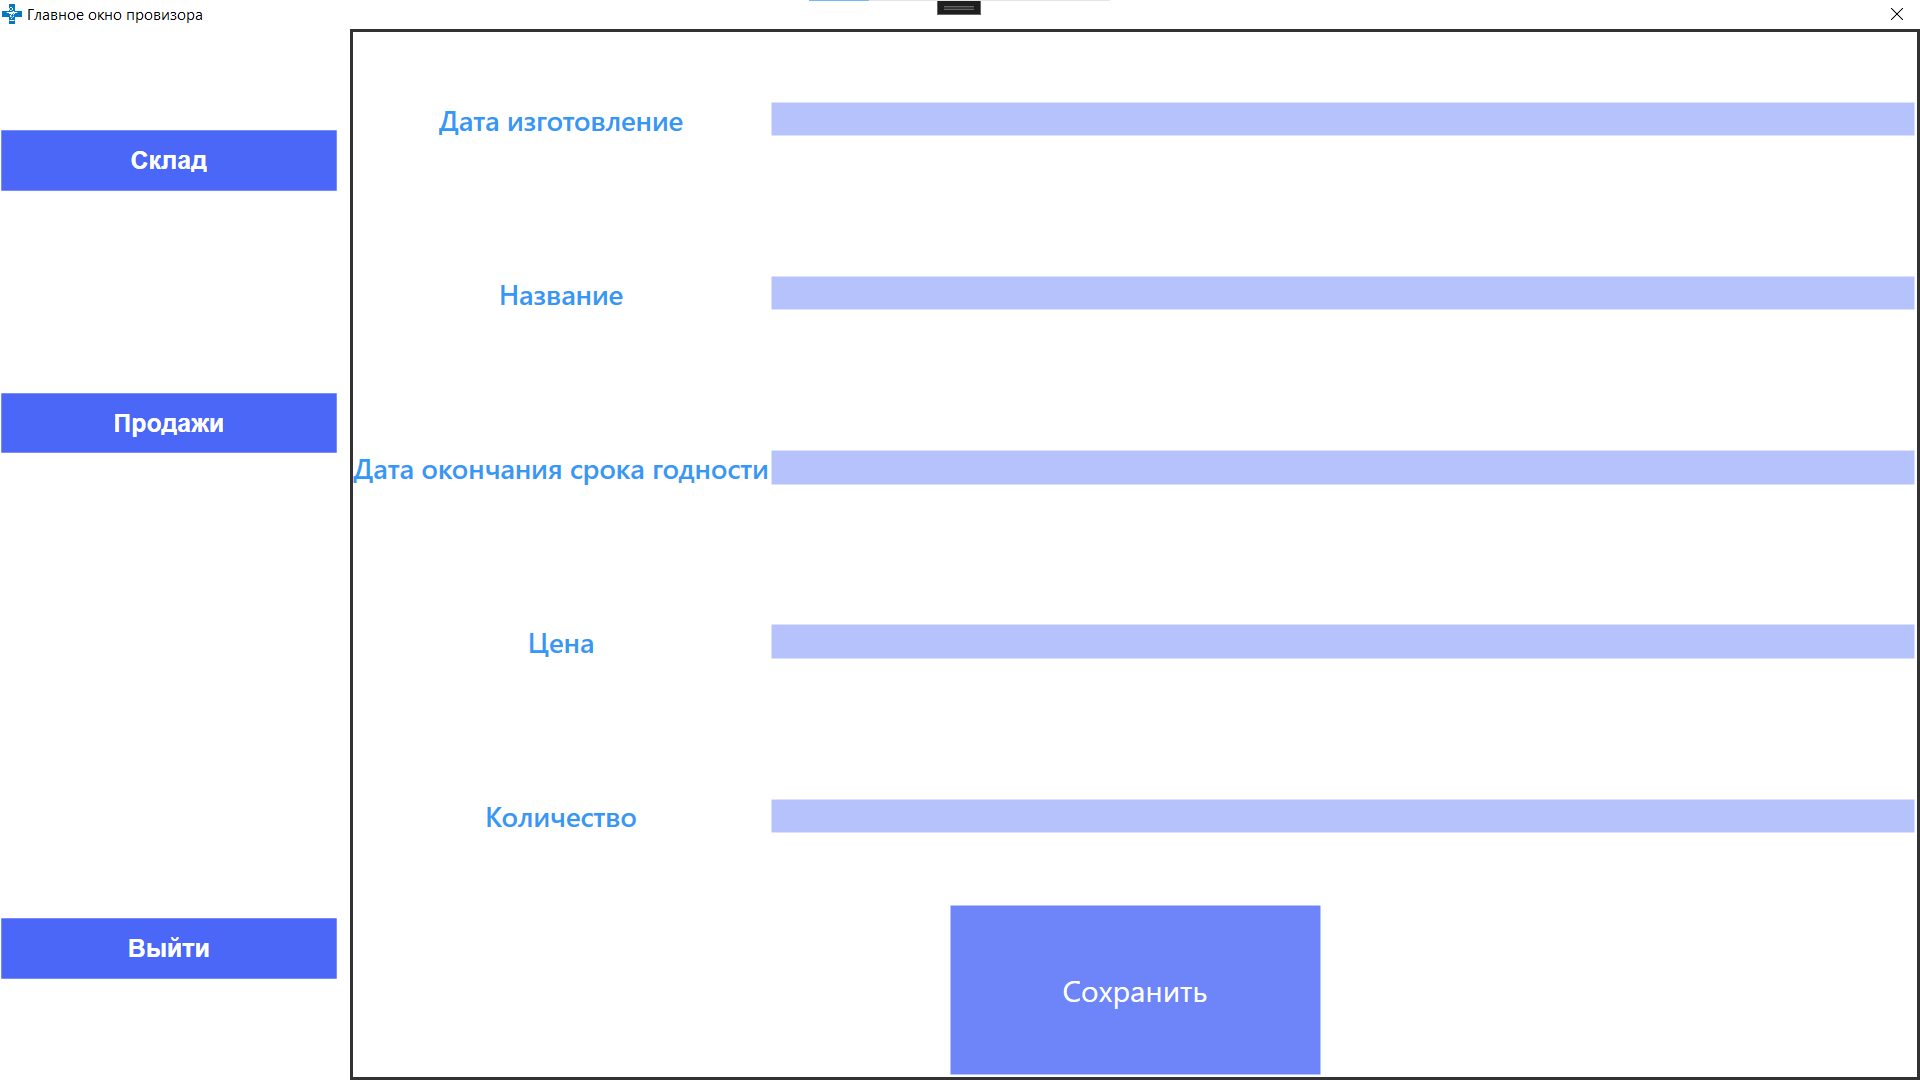 Главное окно провизора
Склад
Продажи
Выйти
Дата изготовление
Название
Дата окончания срока годности
Цена
Количество
Сохранить